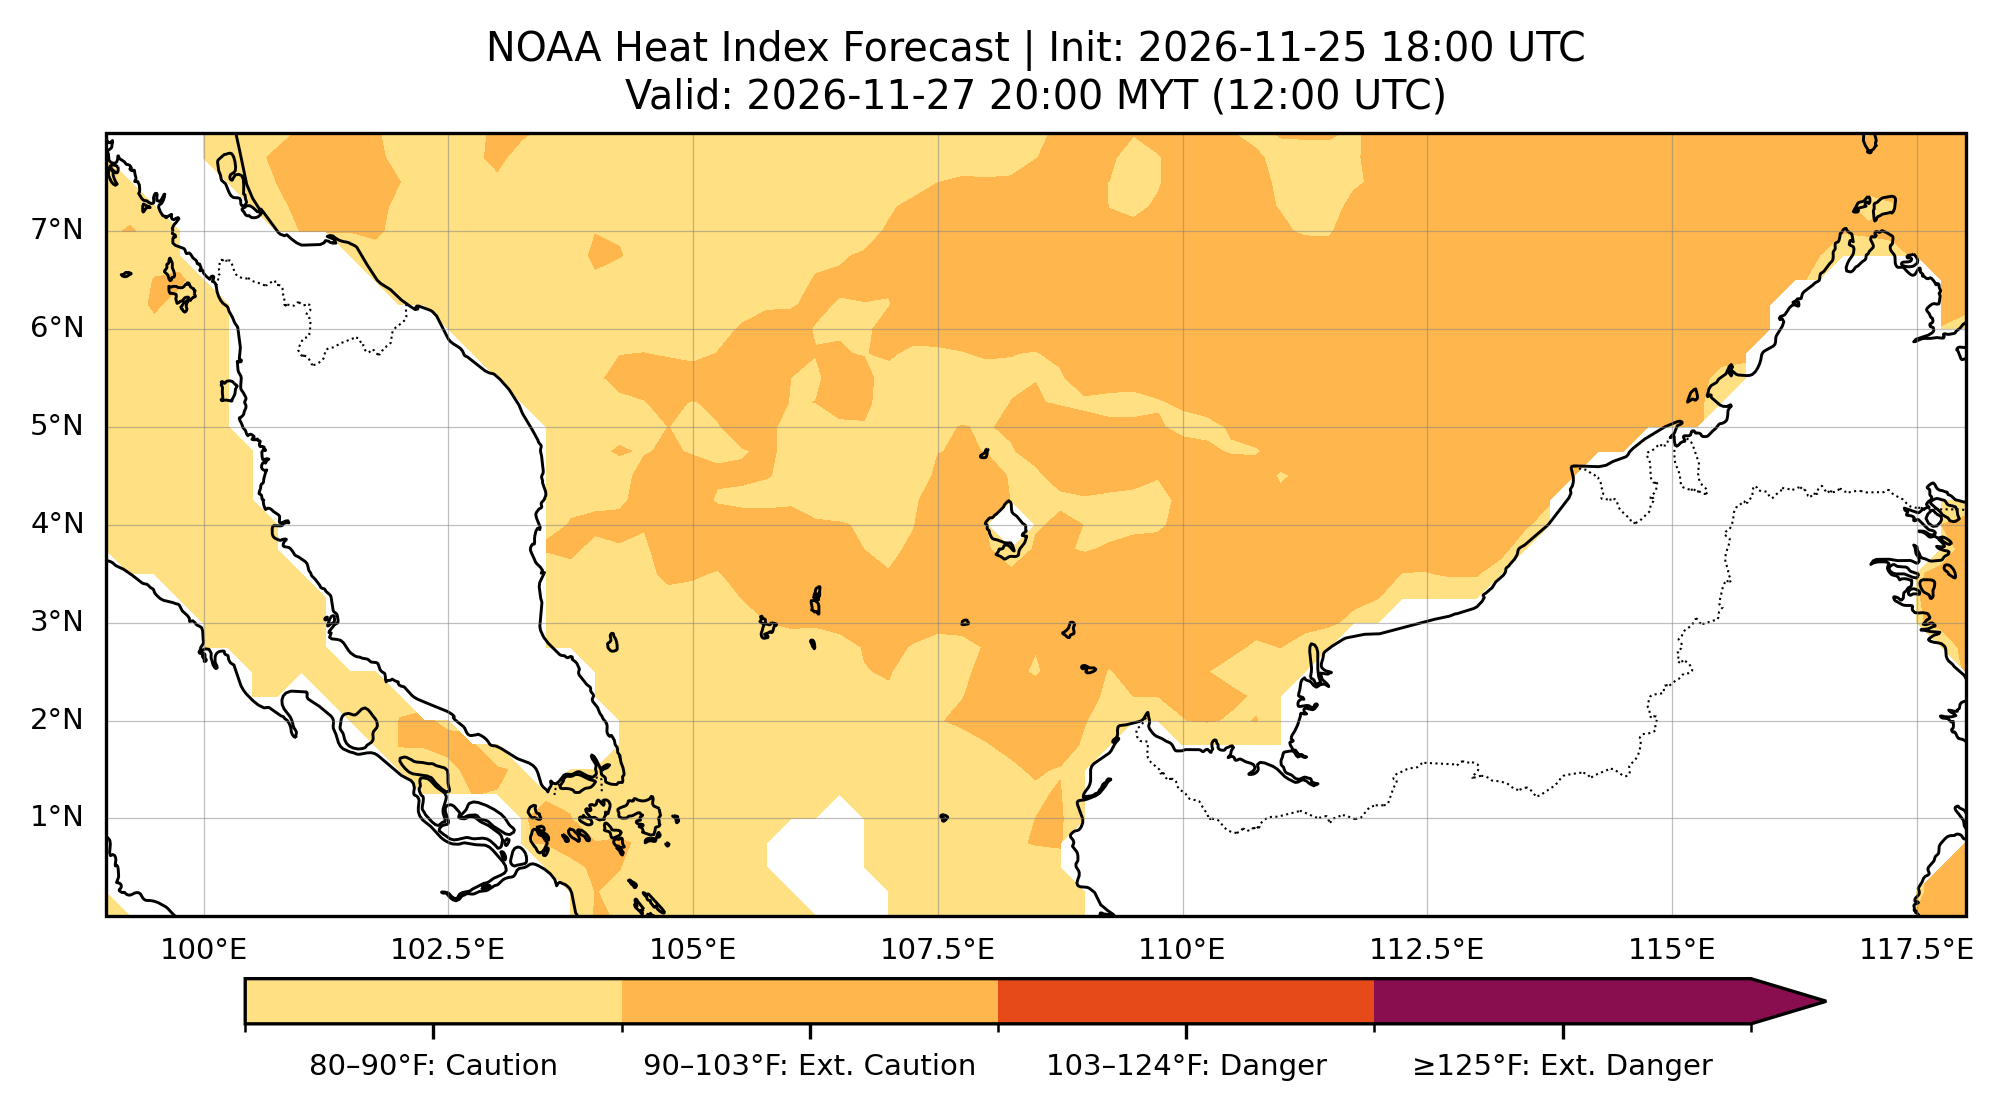 NOAA Heat Index Forecast | Init: 2026-11-25 18:00 UTC
Valid: 2026-11-27 20:00 MYT (12:00 UTC)
7°N
6°N
5°N
4°N
3°N
2°N
1°N
100°E 102.5°E 105°E 107.5°E 110°E 112.5°E 115°E 117.5°E
80–90°F: Caution 90–103°F: Ext. Caution 103–124°F: Danger ≥125°F: Ext. Danger